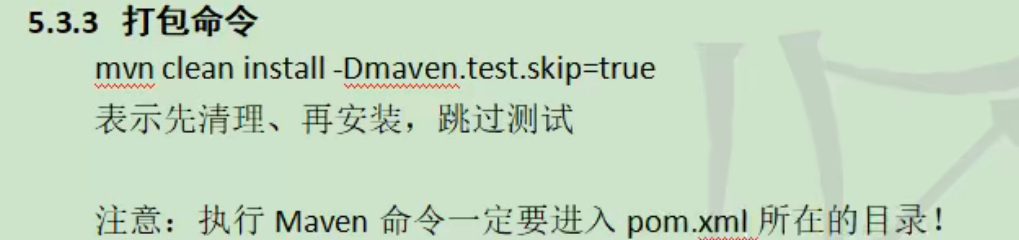 5.3.3 打包命令
mvn clean install -Dmaven.test.skip=true
表示先清理、再安装，跳过测试
注意：执行 Maven 命令一定要进入 pom.xml 所在的目录！